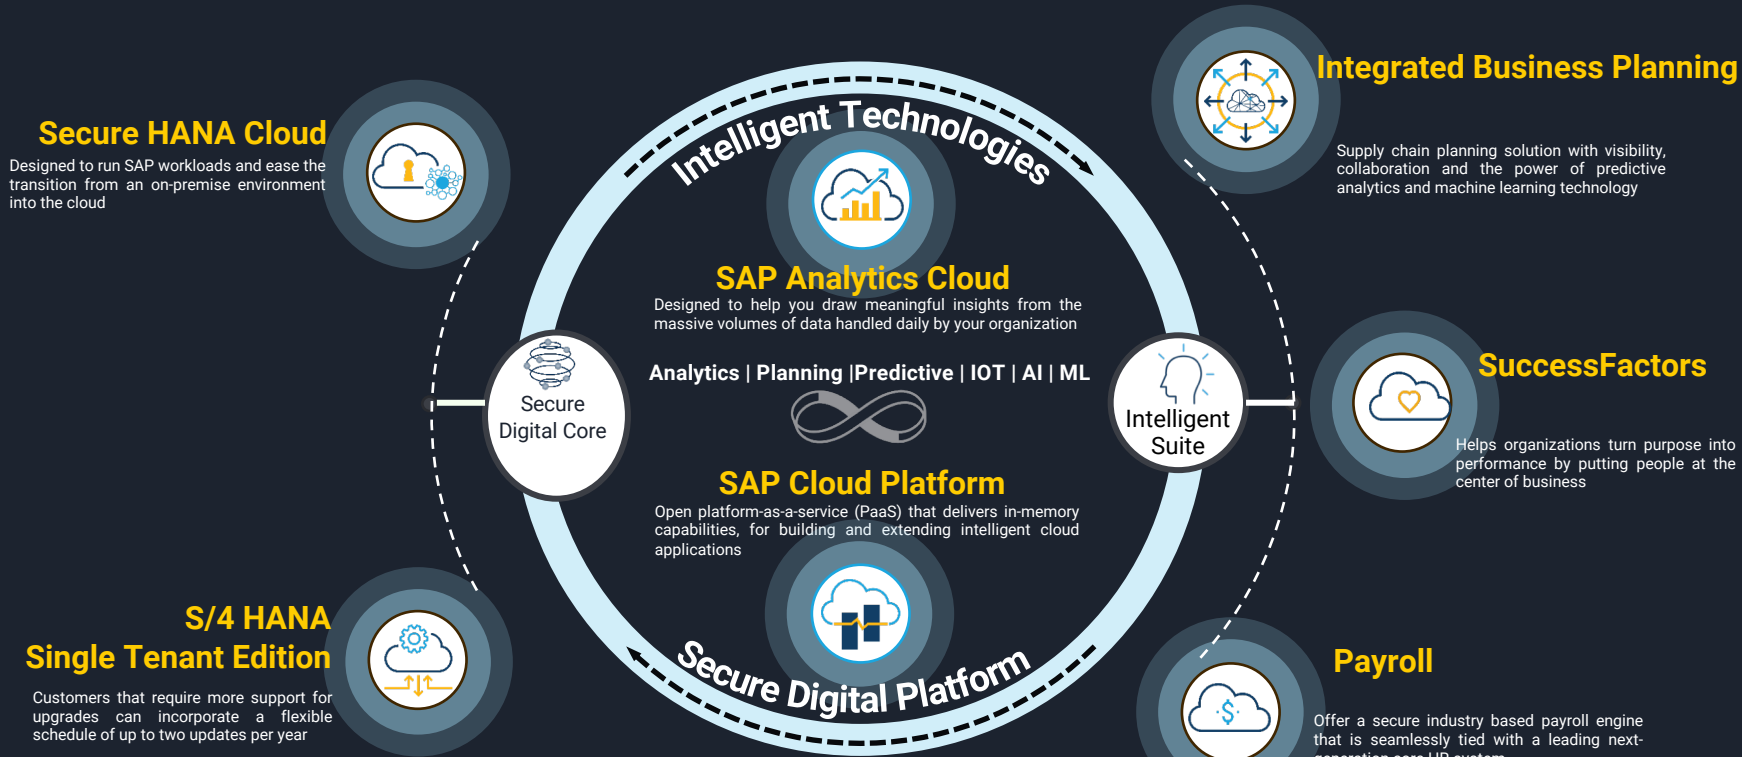 Secure HANA Cloud
Designed to run SAP workloads and ease the
transition from an on-premise environment
into the cloud
S/4 HANA
Single Tenant Edition
Customers that require more support for
upgrades can incorporate a flexible
schedule of up to two updates per year
Secure
Digital Core
Intelligent Technologies
SAP Analytics Cloud
Designed to help you draw meaningful insights from the
massive volumes of data handled daily by your organization
Analytics | Planning |Predictive | IOT | AI | ML
SAP Cloud Platform
Open platform-as-a-service (PaaS) that delivers in-memory
capabilities, for building and extending intelligent cloud
applications
Secure Digital Platform
Intelligent
Suite
Integrated Business Planning
Supply chain planning solution with visibility,
collaboration and the power of predictive
analytics and machine learning technology
SuccessFactors
Helps organizations turn purpose into
performance by putting people at the
center of business
Payroll
Offer a secure industry based payroll engine
that is seamlessly tied with a leading next-
generation core HR system